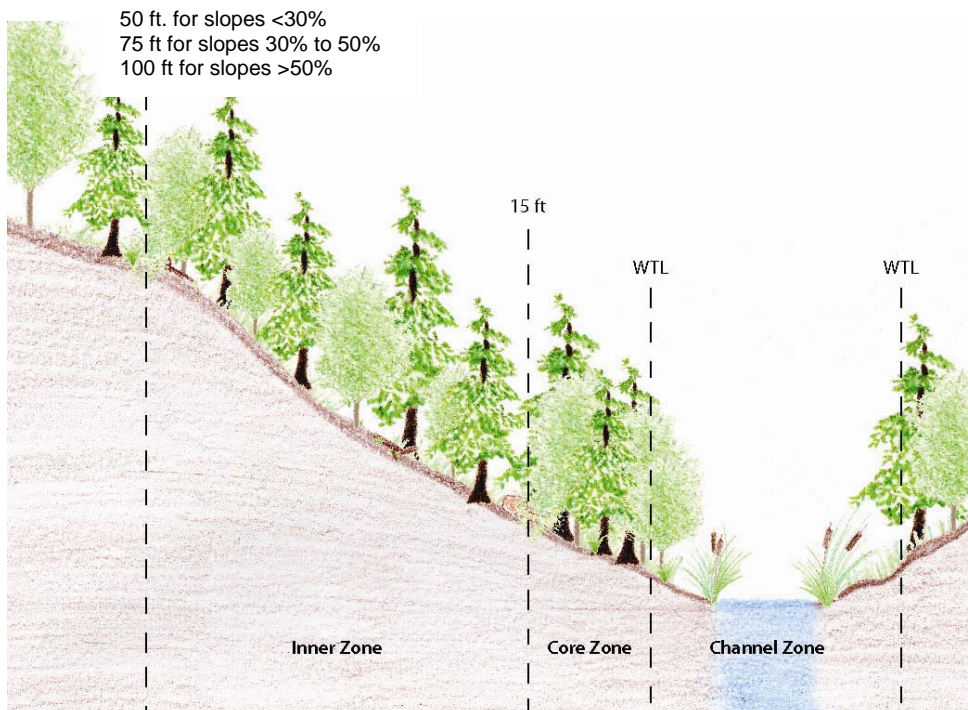 50 ft. for slopes <30%
75 ft for slopes 30% to 50%
100 ft for slopes >50%
15 ft
WTL
WTL
Inner Zone
Core Zone
Channel Zone